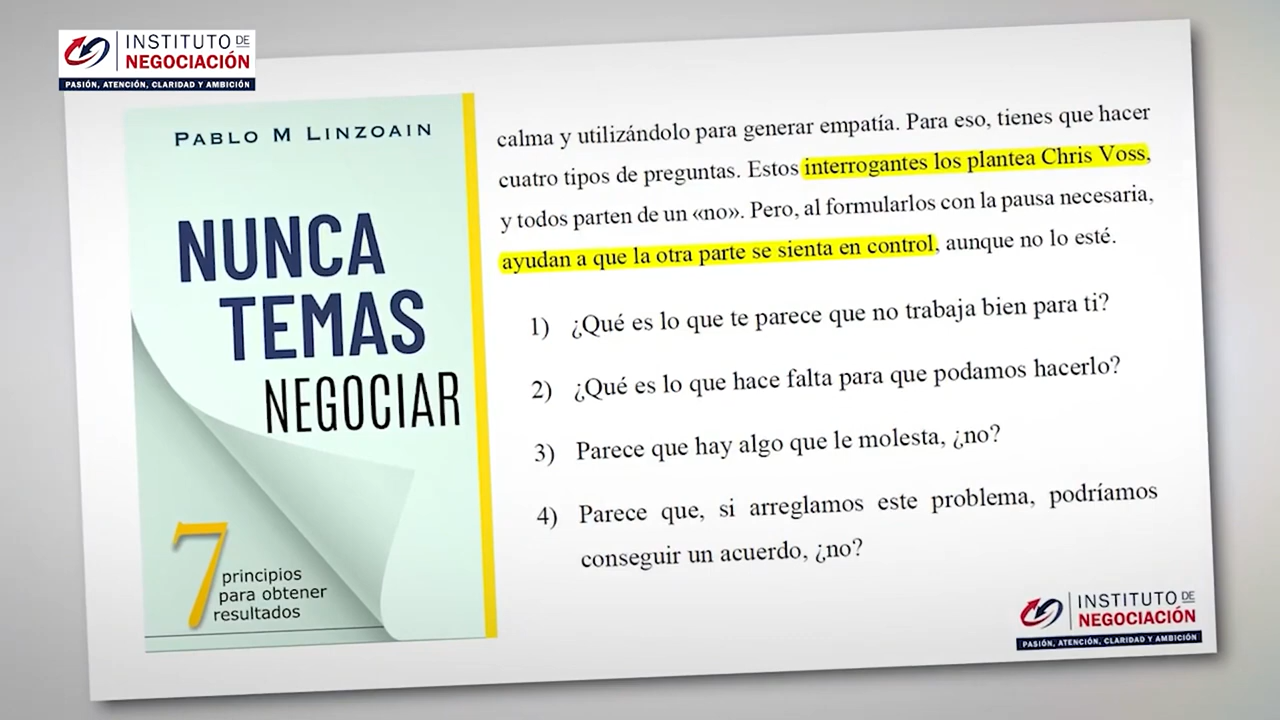 INSTITUTO DE
NEGOCIACIÓN
PASIÓN, ATENCIÓN, CLARIDAD Y AMBICIÓN
PABLO M LINZOAIN
NUNCA
TEMAS
NEGOCIAR
7 principios
para obtener
resultados
calma y utilizándolo para generar empatía. Para eso, tienes que hacer
cuatro tipos de preguntas. Estos interrogantes los plantea Chris Voss,
y todos parten de un «no». Pero, al formularlos con la pausa necesaria,
ayudan a que la otra parte se sienta en control, aunque no lo esté.
1) ¿Qué es lo que te parece que no trabaja bien para ti?
2) ¿Qué es lo que hace falta para que podamos hacerlo?
3) Parece que hay algo que le molesta, ¿no?
4) Parece que, si arreglamos este problema, podríamos
conseguir un acuerdo, ¿no?
INSTITUTO DE
NEGOCIACIÓN
PASIÓN, ATENCIÓN, CLARIDAD Y AMBICIÓN